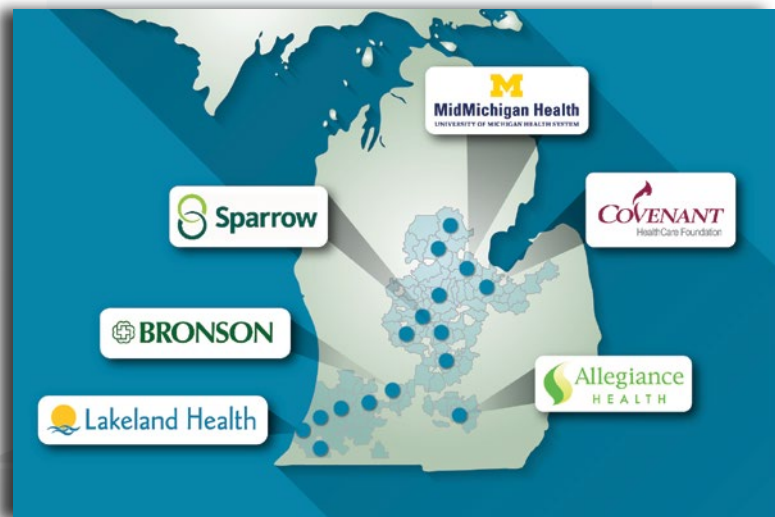 M
MidMichigan Health
UNIVERSITY OF MICHIGAN HEALTH SYSTEM
Sparrow
COVENANT
HealthCare Foundation
BRONSON
Allegiance
HEALTH
Lakeland Health